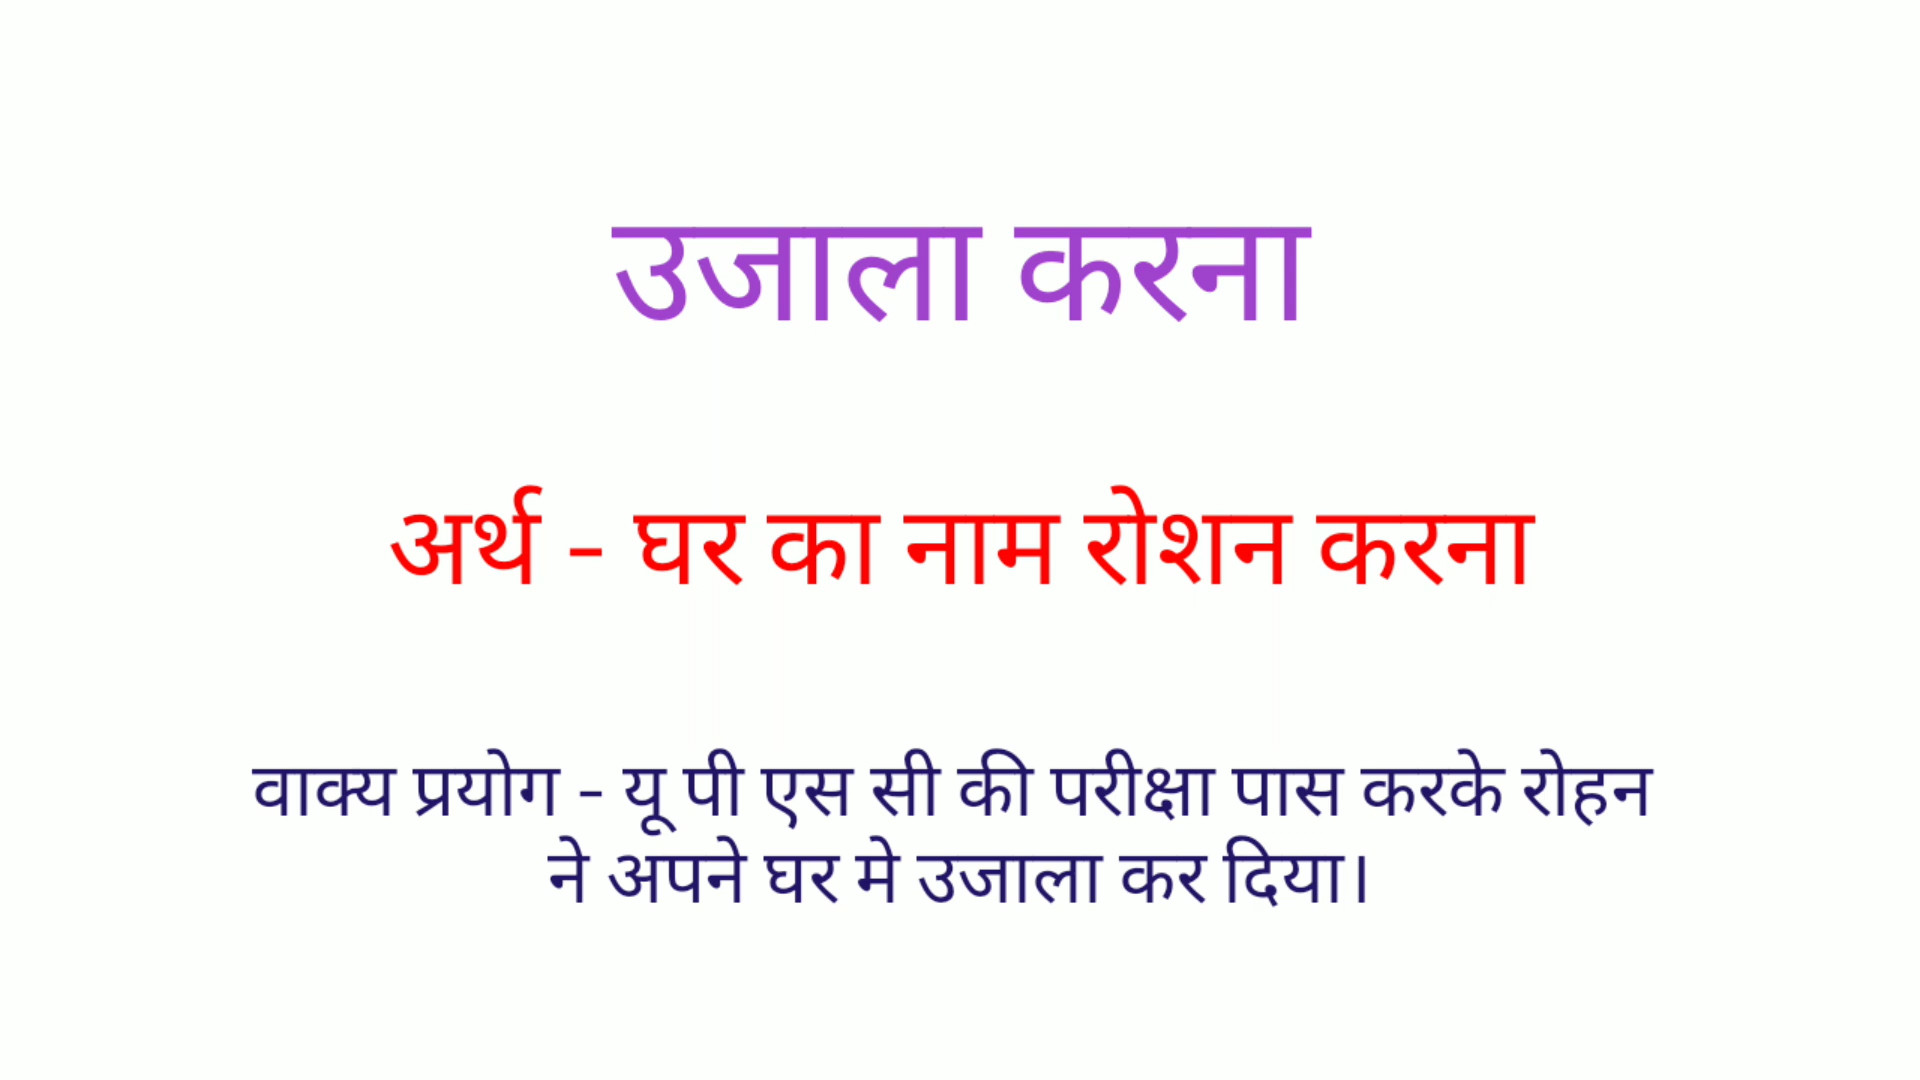 उजाला करना
अर्थ - घर का नाम रोशन करना
वाक्य प्रयोग - यू पी एस सी की परीक्षा पास करके रोहन
ने अपने घर मे उजाला कर दिया।